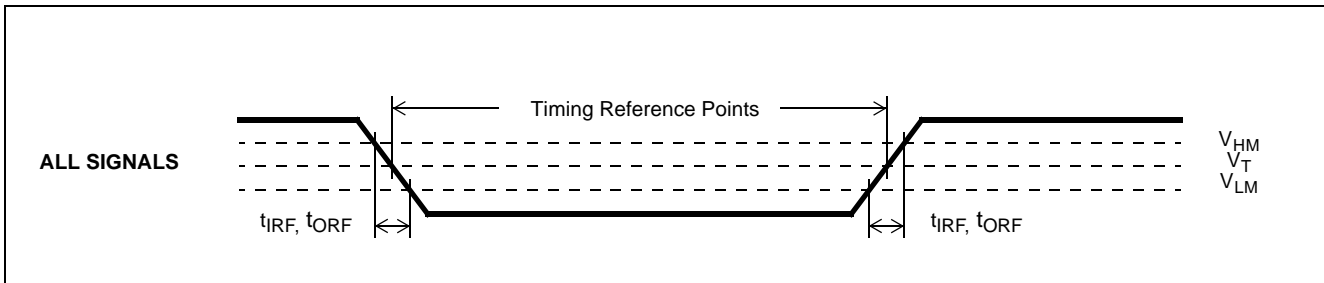 Timing Reference Points
ALL SIGNALS
VHM
VT
VLM
tIRF, tORF
tIRF, tORF